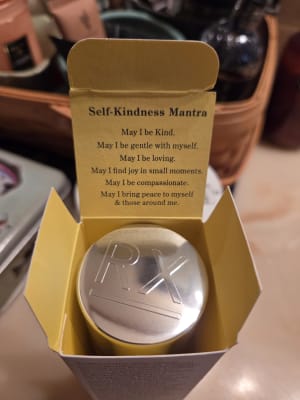 Self-Kindness Mantra
May I be Kind.
May I be gentle with myself.
May I be loving.
May I find joy in small moments.
May I be compassionate.
May I bring peace to myself
& those around me.
RX